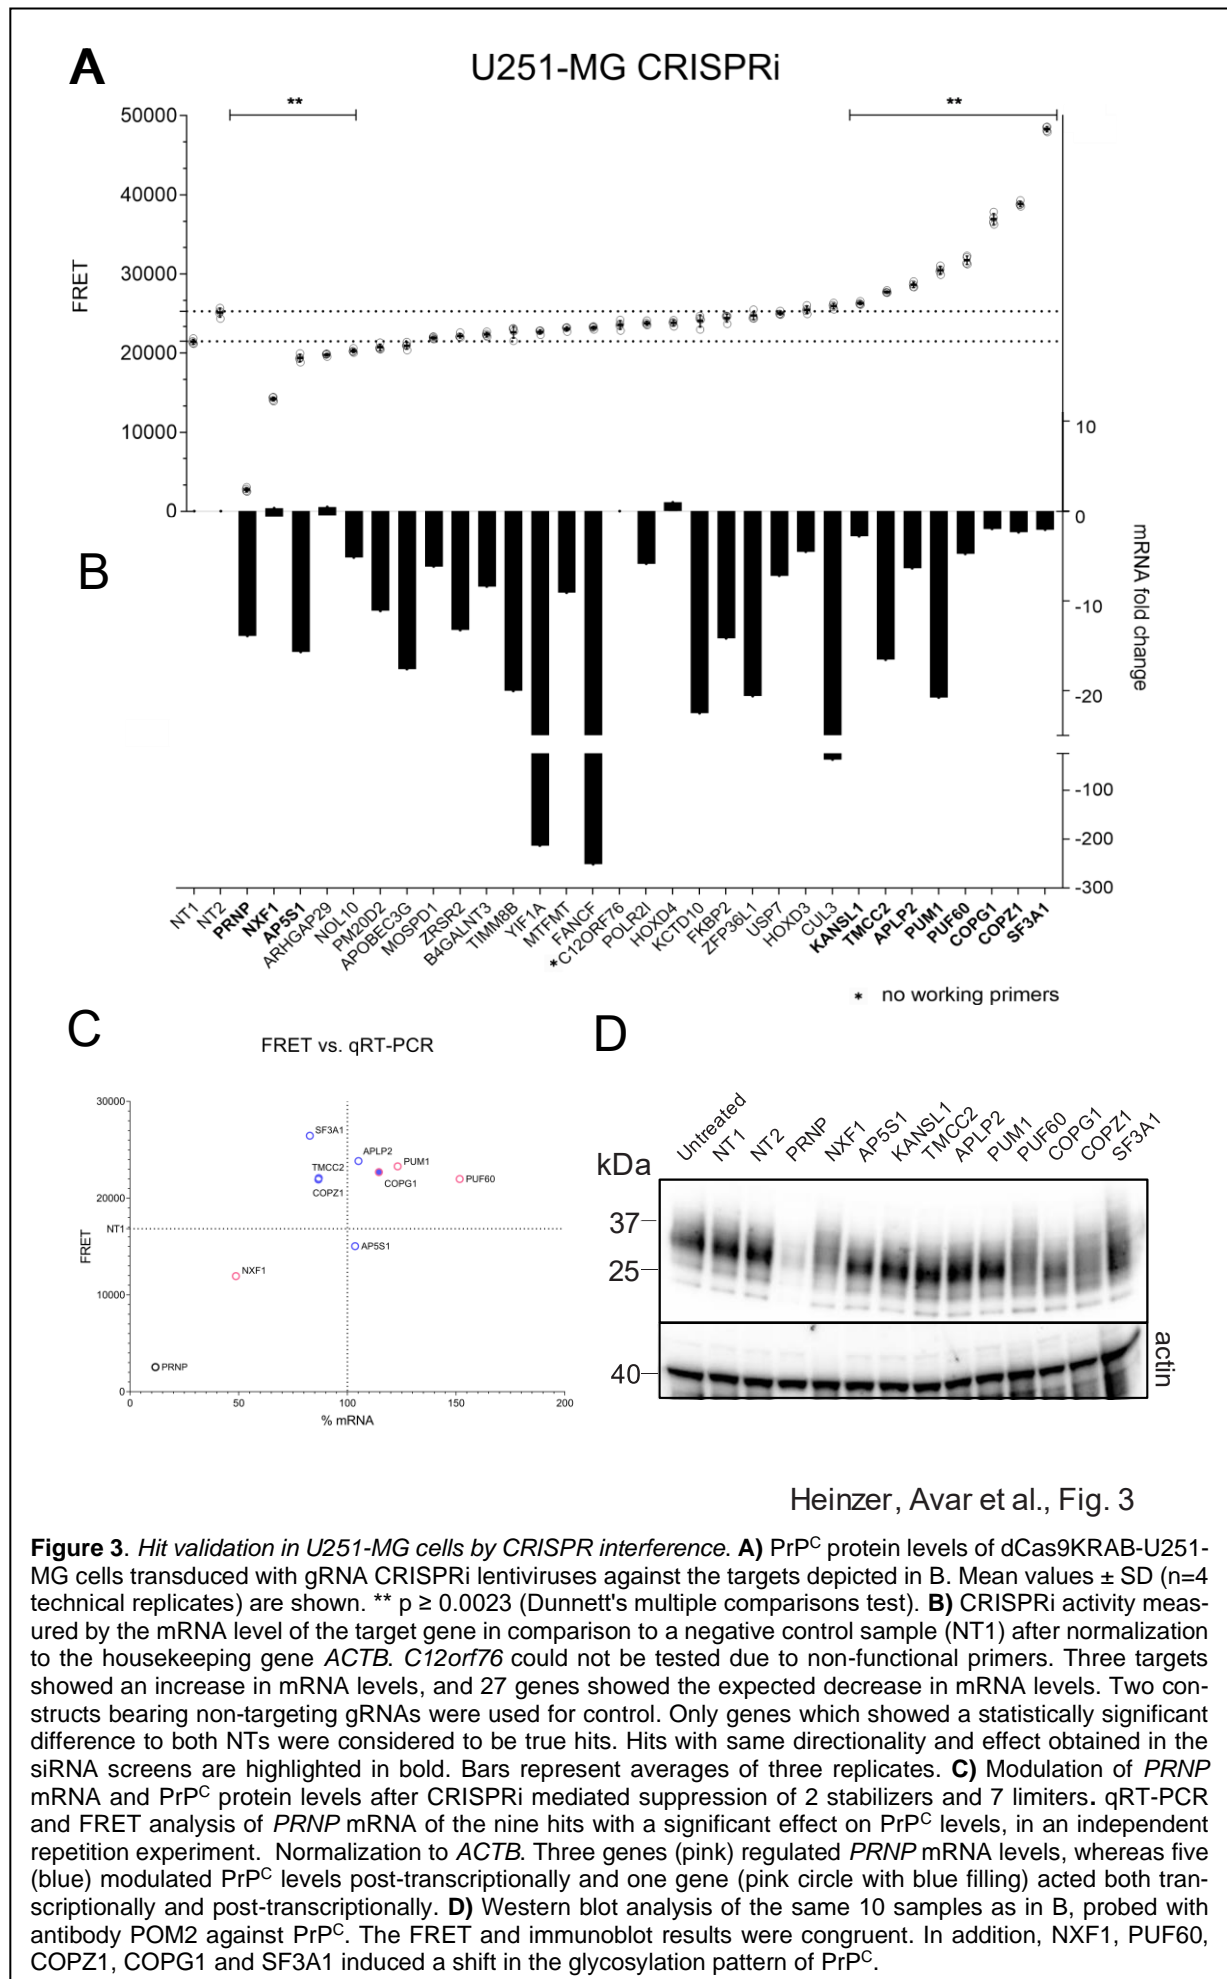 A
U251-MG CRISPRi
**
**
50000
40000
30000
20000
10000
0
FRET
10
0
-10
-20
-100
-200
-300
mRNA fold change
B
NT1
NT2
PRNP
NXF1
AP5S1
ARHGAP29
NOL10
PM20D2
APOBEC3G
MOSPD1
ZRSR2
B4GALNT3
TIMM8B
YIF1A
MTFMT
FANCF
*C12ORF76
POLR2I
HOXD4
KCTD10
FKBP2
ZFP36L1
USP7
HOXD3
CUL3
KANSL1
TMCC2
APLP2
PUM1
PUF60
COPG1
COPZ1
SF3A1
* no working primers
C
FRET vs. qRT-PCR
30000
20000
NT1
10000
0
FRET
SF3A1
APLP2
TMCC2
PUM1
COPZ1
COPG1
PUF60
AP5S1
NXF1
PRNP
0
50
100
150
200
% mRNA
D
Untreated
NT1
NT2
PRNP
NXF1
AP5S1
KANSL1
TMCC2
APLP2
PUM1
PUF60
COPG1
COPZ1
SF3A1
kDa
37
25
40
actin
Heinzer, Avar et al., Fig. 3
Figure 3. Hit validation in U251-MG cells by CRISPR interference. A) PrPC protein levels of dCas9KRAB-U251-
MG cells transduced with gRNA CRISPRi lentiviruses against the targets depicted in B. Mean values ± SD (n=4
technical replicates) are shown. ** p ≥ 0.0023 (Dunnett's multiple comparisons test). B) CRISPRi activity meas-
ured by the mRNA level of the target gene in comparison to a negative control sample (NT1) after normalization
to the housekeeping gene ACTB. C12orf76 could not be tested due to non-functional primers. Three targets
showed an increase in mRNA levels, and 27 genes showed the expected decrease in mRNA levels. Two con-
structs bearing non-targeting gRNAs were used for control. Only genes which showed a statistically significant
difference to both NTs were considered to be true hits. Hits with same directionality and effect obtained in the
siRNA screens are highlighted in bold. Bars represent averages of three replicates. C) Modulation of PRNP
mRNA and PrPC protein levels after CRISPRi mediated suppression of 2 stabilizers and 7 limiters. qRT-PCR
and FRET analysis of PRNP mRNA of the nine hits with a significant effect on PrPC levels, in an independent
repetition experiment. Normalization to ACTB. Three genes (pink) regulated PRNP mRNA levels, whereas five
(blue) modulated PrPC levels post-transcriptionally and one gene (pink circle with blue filling) acted both tran-
scriptionally and post-transcriptionally. D) Western blot analysis of the same 10 samples as in B, probed with
antibody POM2 against PrPC. The FRET and immunoblot results were congruent. In addition, NXF1, PUF60,
COPZ1, COPG1 and SF3A1 induced a shift in the glycosylation pattern of PrPC.